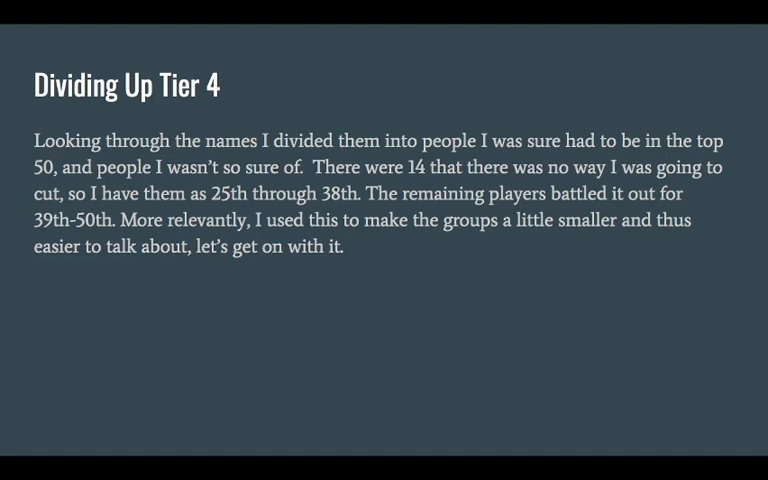 Dividing Up Tier 4
Looking through the names I divided them into people I was sure had to be in the top
50, and people I wasn’t so sure of.  There were 14 that there was no way I was going to
cut, so I have them as 25th through 38th. The remaining players battled it out for
39th-50th. More relevantly, I used this to make the groups a little smaller and thus
easier to talk about, let’s get on with it.